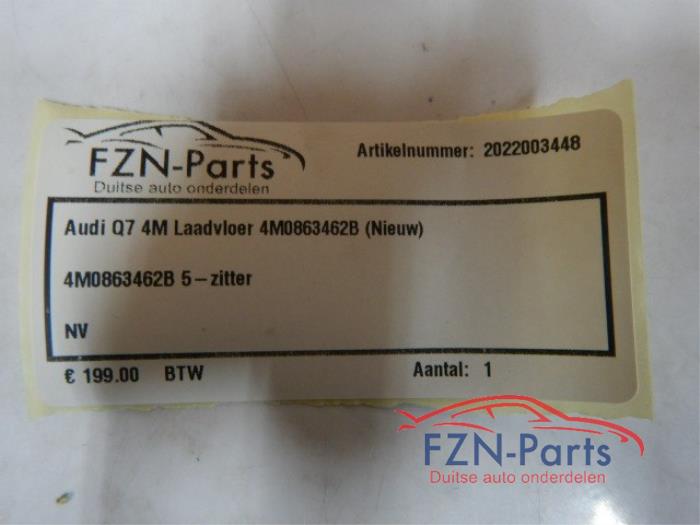 FZN-Parts
Duitse auto onderdelen
Artikelnummer: 2022003448
Audi Q7 4M Laadvloer 4M0863462B (Nieuw)
4M0863462B 5-zitter
NV
€ 199.00 BTW
Aantal: 1
FZN-Parts
Duitse auto onderdelen